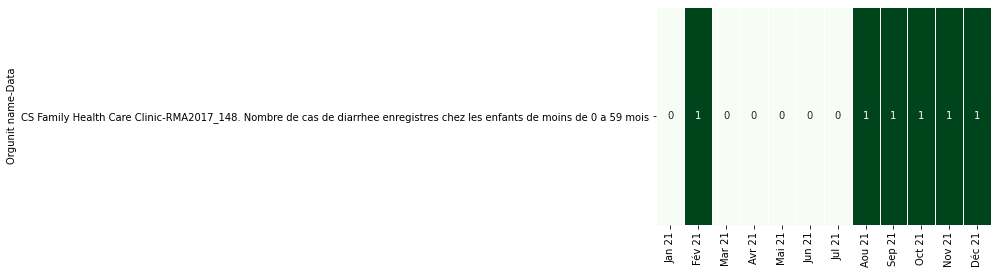 Orgunit name-Data
CS Family Health Care Clinic-RMA2017_148. Nombre de cas de diarrhee enregistres chez les enfants de moins de 0 a 59 mois
0 1 0 0 0 0 0 1 1 1 1 1
Jan 21
Fév 21
Mar 21
Avr 21
Mai 21
Jun 21
Jul 21
Aou 21
Sep 21
Oct 21
Nov 21
Déc 21